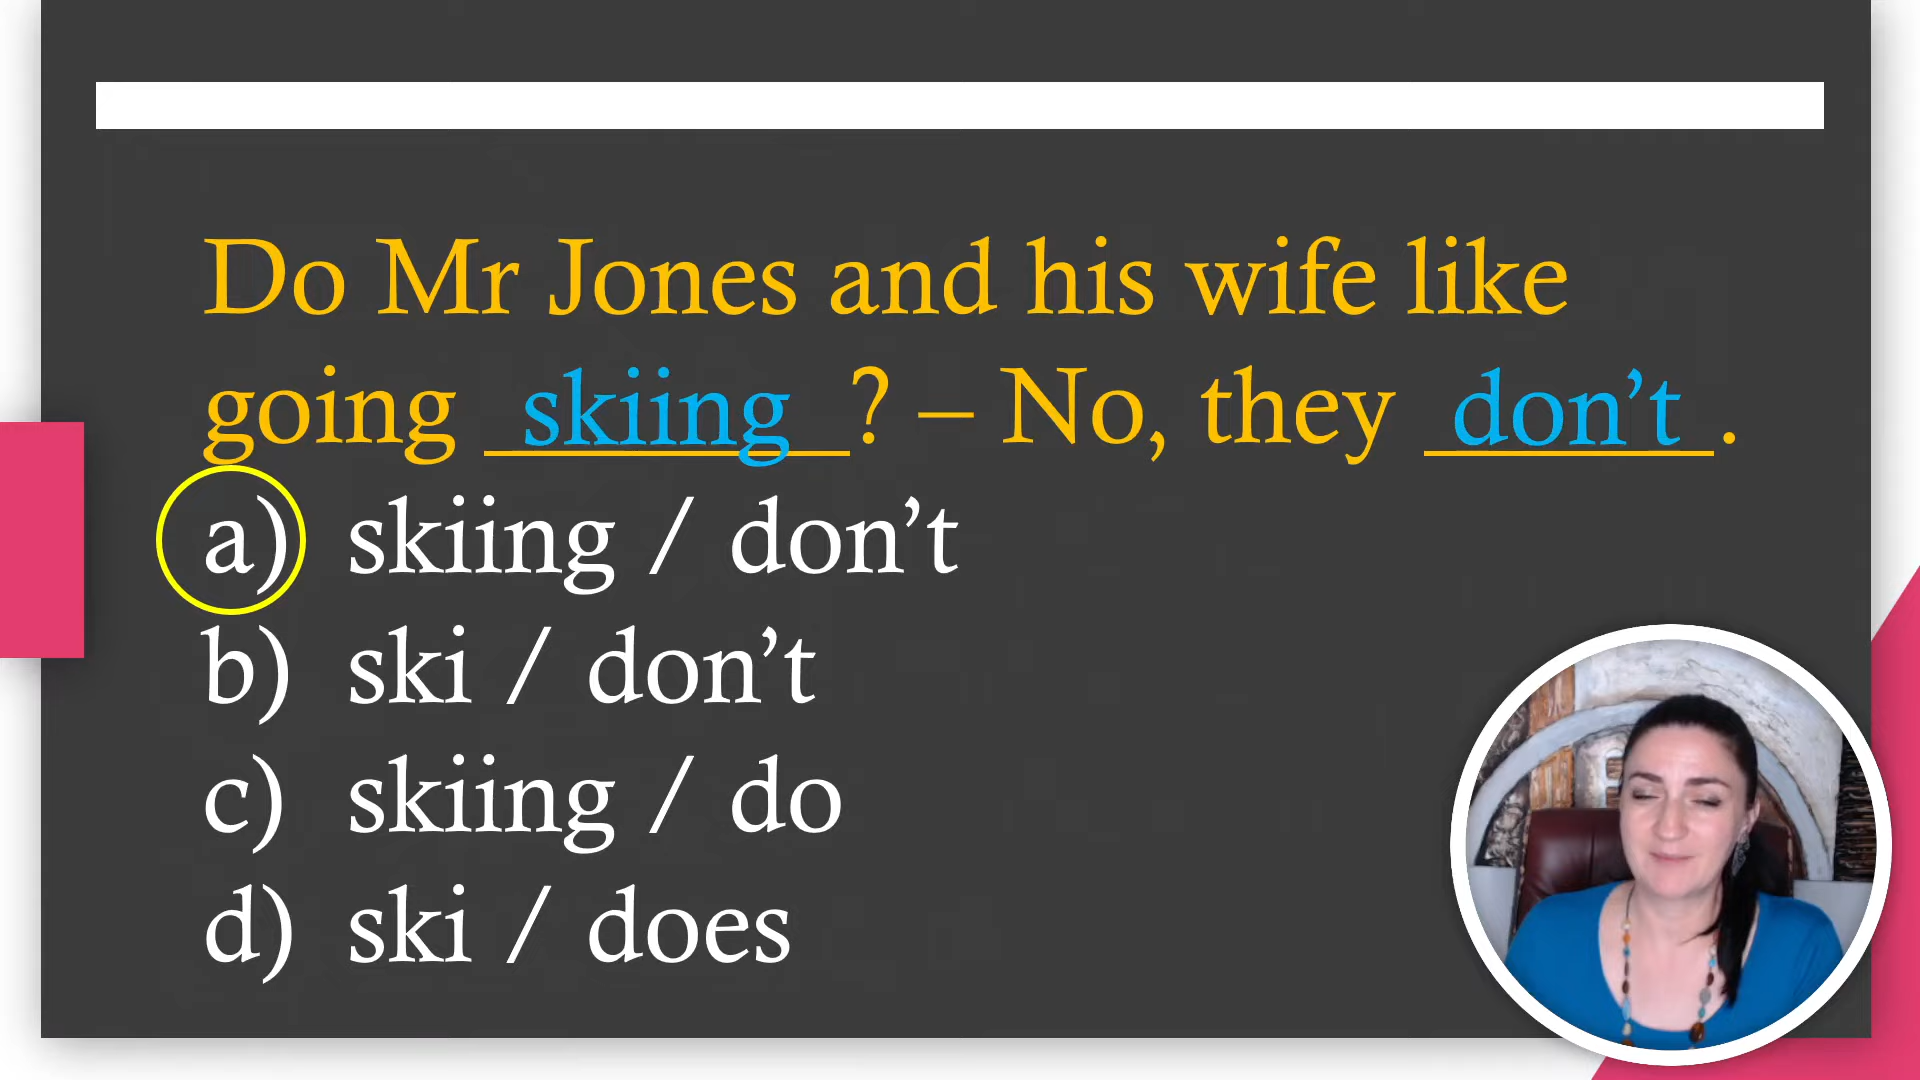 Do Mr Jones and his wife like
going skiing? – No, they don’t.
a) skiing / don’t
b) ski / don’t
c) skiing / do
d) ski / does